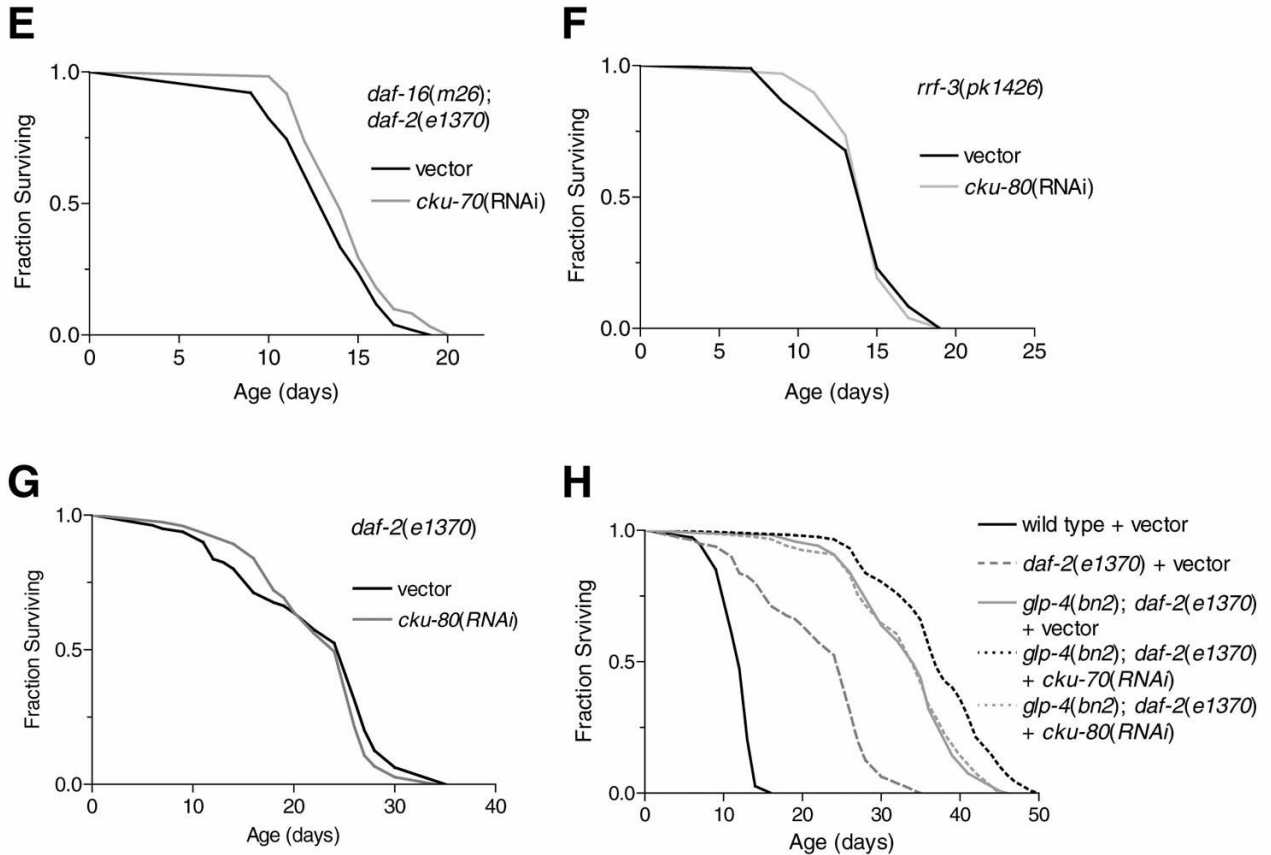 E
1.0
0.5
0.0
0 5 10 15 20
Fraction Surviving
Age (days)
daf-16(m26);
daf-2(e1370)
vector
cku-70(RNAi)
F
1.0
0.5
0.0
0 5 10 15 20 25
Fraction Surviving
Age (days)
rrf-3(pk1426)
vector
cku-80(RNAi)
G
1.0
0.5
0.0
0 10 20 30 40
Fraction Surviving
Age (days)
daf-2(e1370)
vector
cku-80(RNAi)
H
1.0
0.5
0.0
0 10 20 30 40 50
Fraction Srviving
Age (days)
wild type + vector
daf-2(e1370) + vector
glp-4(bn2); daf-2(e1370)
+ vector
glp-4(bn2); daf-2(e1370)
+ cku-70(RNAi)
glp-4(bn2); daf-2(e1370)
+ cku-80(RNAi)